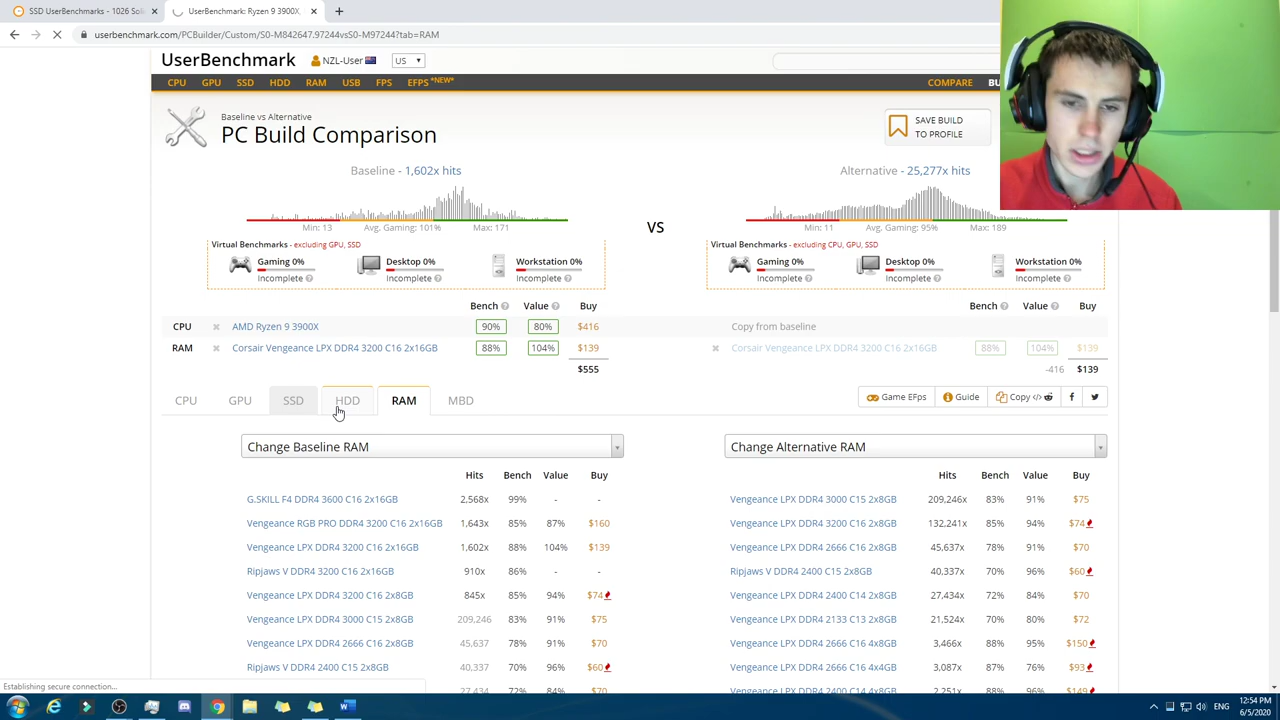 SSD UserBenchmarks - 1026 Soli
UserBenchmark: Ryzen 9 3900X,
userbenchmark.com/PCBuilder/Custom/S0-M842647.97244vsS0-M97244?tab=RAM
UserBenchmark NZL-User US
CPU GPU SSD HDD RAM USB FPS EFPS *NEW* COMPARE BU
Baseline vs Alternative
PC Build Comparison
SAVE BUILD
TO PROFILE
Baseline - 1,602x hits Alternative - 25,277x hits
Min: 13 Avg. Gaming: 101% Max: 171 VS Min: 11 Avg. Gaming: 95% Max: 189
Virtual Benchmarks - excluding GPU, SSD Virtual Benchmarks - excluding CPU, GPU, SSD
Gaming 0% Desktop 0% Workstation 0% Gaming 0% Desktop 0% Workstation 0%
Incomplete Incomplete Incomplete Incomplete Incomplete Incomplete
Bench Value Buy Bench Value Buy
CPU AMD Ryzen 9 3900X 90% 80% $416 Copy from baseline
RAM Corsair Vengeance LPX DDR4 3200 C16 2x16GB 88% 104% $139 Corsair Vengeance LPX DDR4 3200 C16 2x16GB 88% 104% $139
$555 -416 $139
CPU GPU SSD HDD RAM MBD Game EFps Guide Copy </>
Change Baseline RAM Change Alternative RAM
Hits Bench Value Buy Hits Bench Value Buy
G.SKILL F4 DDR4 3600 C16 2x16GB 2,568x 99% - - Vengeance LPX DDR4 3000 C15 2x8GB 209,246x 83% 91% $75
Vengeance RGB PRO DDR4 3200 C16 2x16GB 1,643x 85% 87% $160 Vengeance LPX DDR4 3200 C16 2x8GB 132,241x 85% 94% $74
Vengeance LPX DDR4 3200 C16 2x16GB 1,602x 88% 104% $139 Vengeance LPX DDR4 2666 C16 2x8GB 45,637x 78% 91% $70
Ripjaws V DDR4 3200 C16 2x16GB 910x 86% - - Ripjaws V DDR4 2400 C15 2x8GB 40,337x 70% 96% $60
Vengeance LPX DDR4 3200 C16 2x8GB 845x 85% 94% $74 Vengeance LPX DDR4 2400 C14 2x8GB 27,434x 72% 84% $70
Vengeance LPX DDR4 3000 C15 2x8GB 209,246 83% 91% $75 Vengeance LPX DDR4 2133 C13 2x8GB 21,524x 70% 80% $72
Vengeance LPX DDR4 2666 C16 2x8GB 45,637 78% 91% $70 Vengeance LPX DDR4 2666 C16 4x8GB 3,466x 88% 95% $150
Ripjaws V DDR4 2400 C15 2x8GB 40,337 70% 96% $60 Vengeance LPX DDR4 2666 C16 4x4GB 3,087x 87% 76% $93
27,434 72% 84% $70 Vengeance LPX DDR4 2400 C14 4x8GB 2,251x 88% 96% $149
Establishing secure connection...
ENG 12:54 PM
6/5/2020